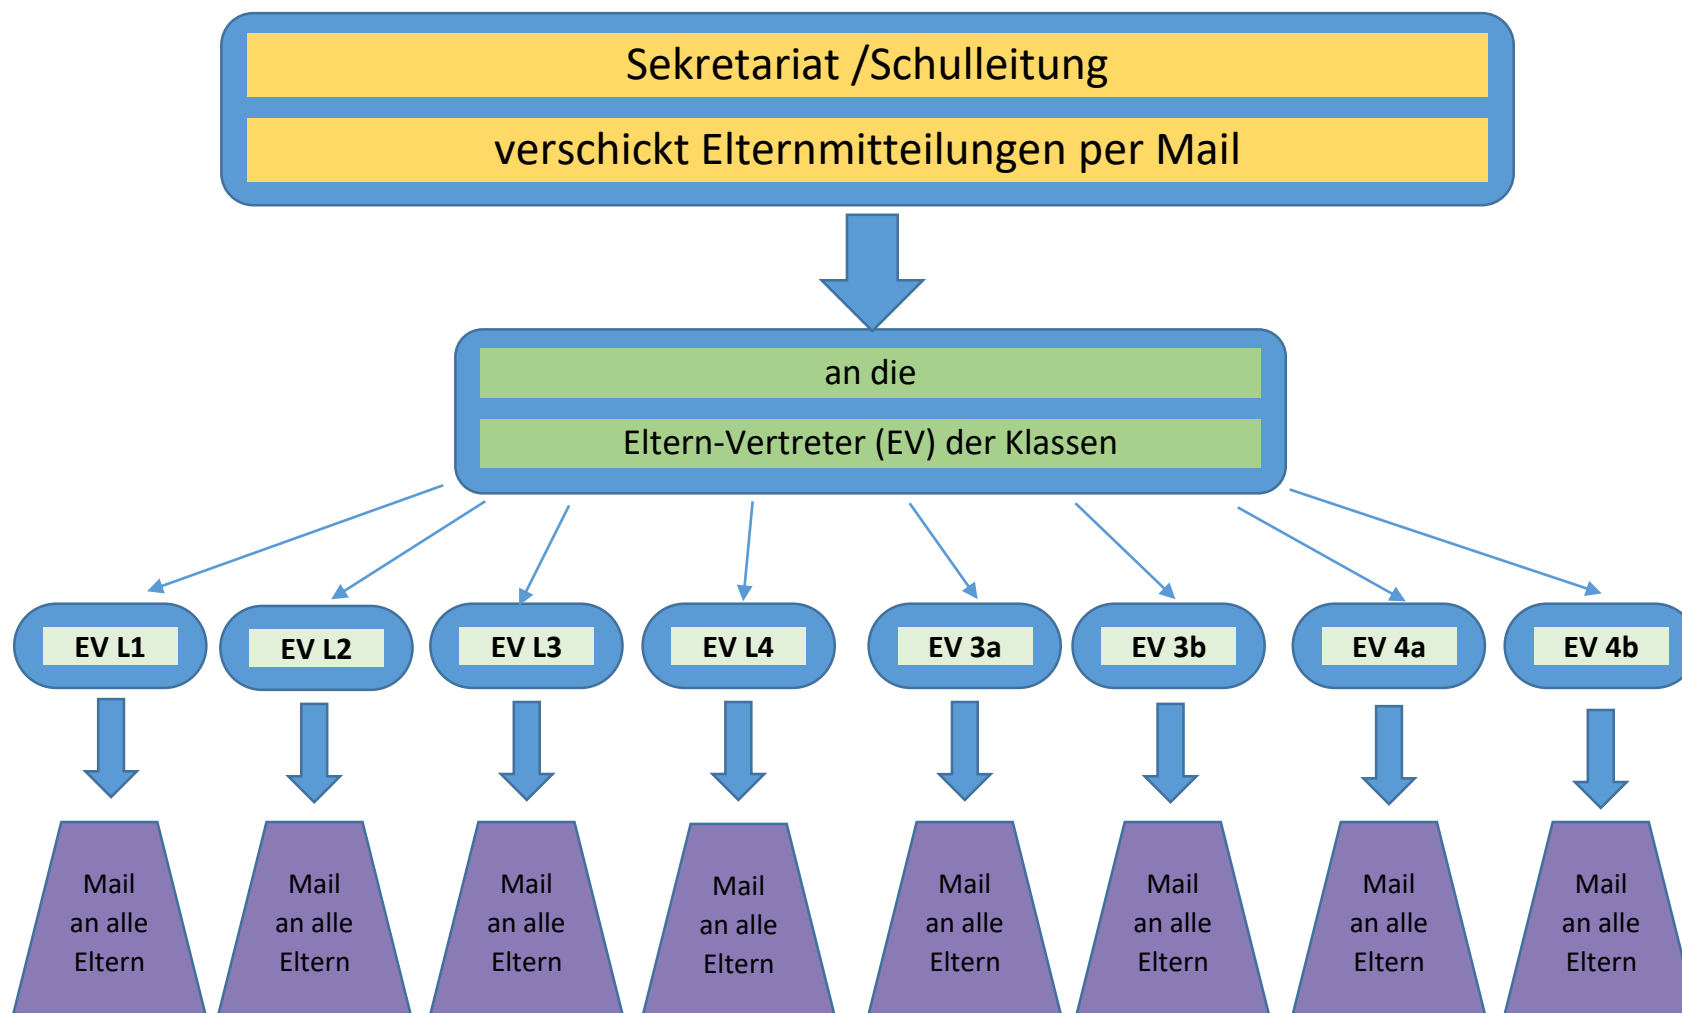 Sekretariat /Schulleitung
verschickt Elternmitteilungen per Mail
an die
Eltern-Vertreter (EV) der Klassen
EV L1
EV L2
EV L3
EV L4
EV 3a
EV 3b
EV 4a
EV 4b
Mail
an alle
Eltern
Mail
an alle
Eltern
Mail
an alle
Eltern
Mail
an alle
Eltern
Mail
an alle
Eltern
Mail
an alle
Eltern
Mail
an alle
Eltern
Mail
an alle
Eltern